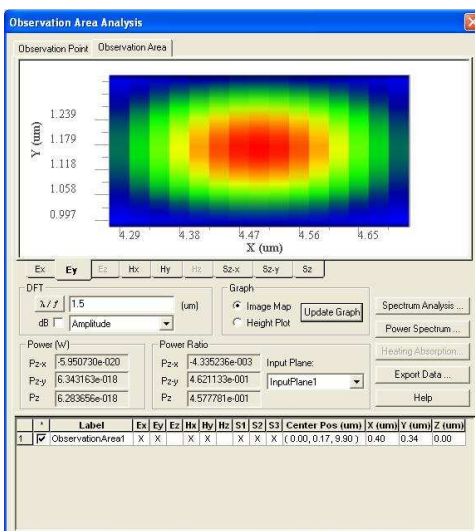 Observation Area Analysis
Observation Point Observation Area
Y (um)
1.239
1.179
1.118
1.058
0.997
4.29 4.38 4.47 4.56 4.65
X (um)
Ex Ey Ez Hx Hy Hz Sz-x Sz-y Sz
DFT
λ / f 1.5 (um)
dB Amplitude
Graph
Image Map
Height Plot
Update Graph
Spectrum Analysis ...
Power Spectrum ...
Heating Absorption...
Export Data ...
Help
Power (W)
Pz-x -5.950730e-020
Pz-y 6.343163e-018
Pz 6.283656e-018
Power Ratio
Pz-x -4.335236e-003
Pz-y 4.621133e-001
Pz 4.577781e-001
Input Plane:
InputPlane1
* Label Ex Ey Ez Hx Hy Hz S1 S2 S3 Center Pos (um) X (um) Y (um) Z (um)
1 ObservationArea1 X X X X X X X ( 0.00, 0.17, 9.90 ) 0.40 0.34 0.00